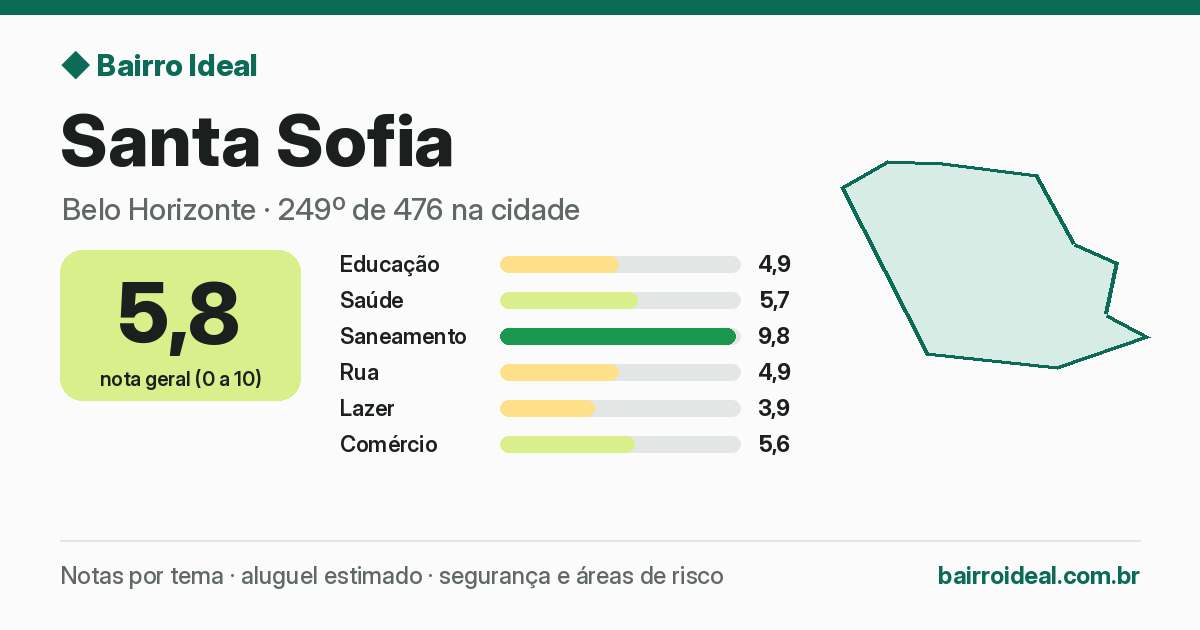 Bairro Ideal
Santa Sofia
Belo Horizonte · 249º de 476 na cidade
5,8
nota geral (0 a 10)
Educação 4,9
Saúde 5,7
Saneamento 9,8
Rua 4,9
Lazer 3,9
Comércio 5,6
Notas por tema · aluguel estimado · segurança e áreas de risco
bairroideal.com.br